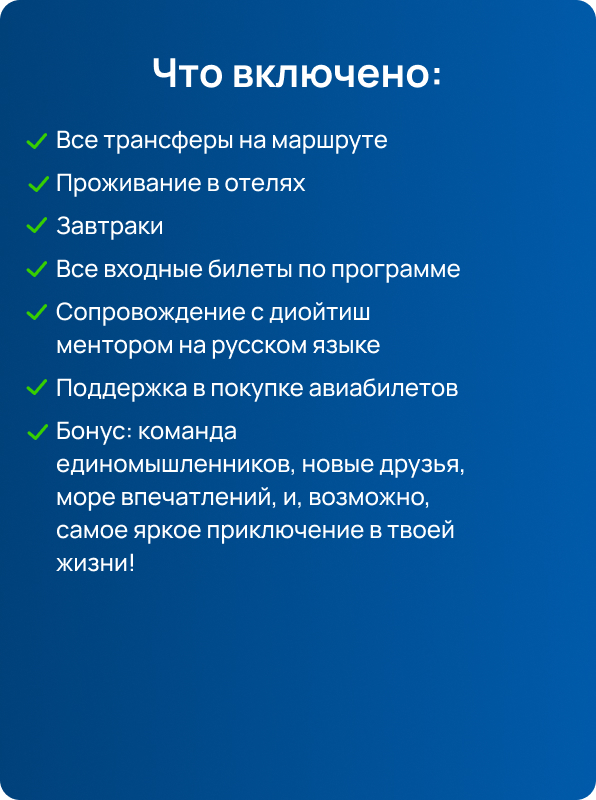 Что включено:
Все трансферы на маршруте
Проживание в отелях
Завтраки
Все входные билеты по программе
Сопровождение с диойтиш
ментором на русском языке
Поддержка в покупке авиабилетов
Бонус: команда
единомышленников, новые друзья,
море впечатлений, и, возможно,
самое яркое приключение в твоей
жизни!